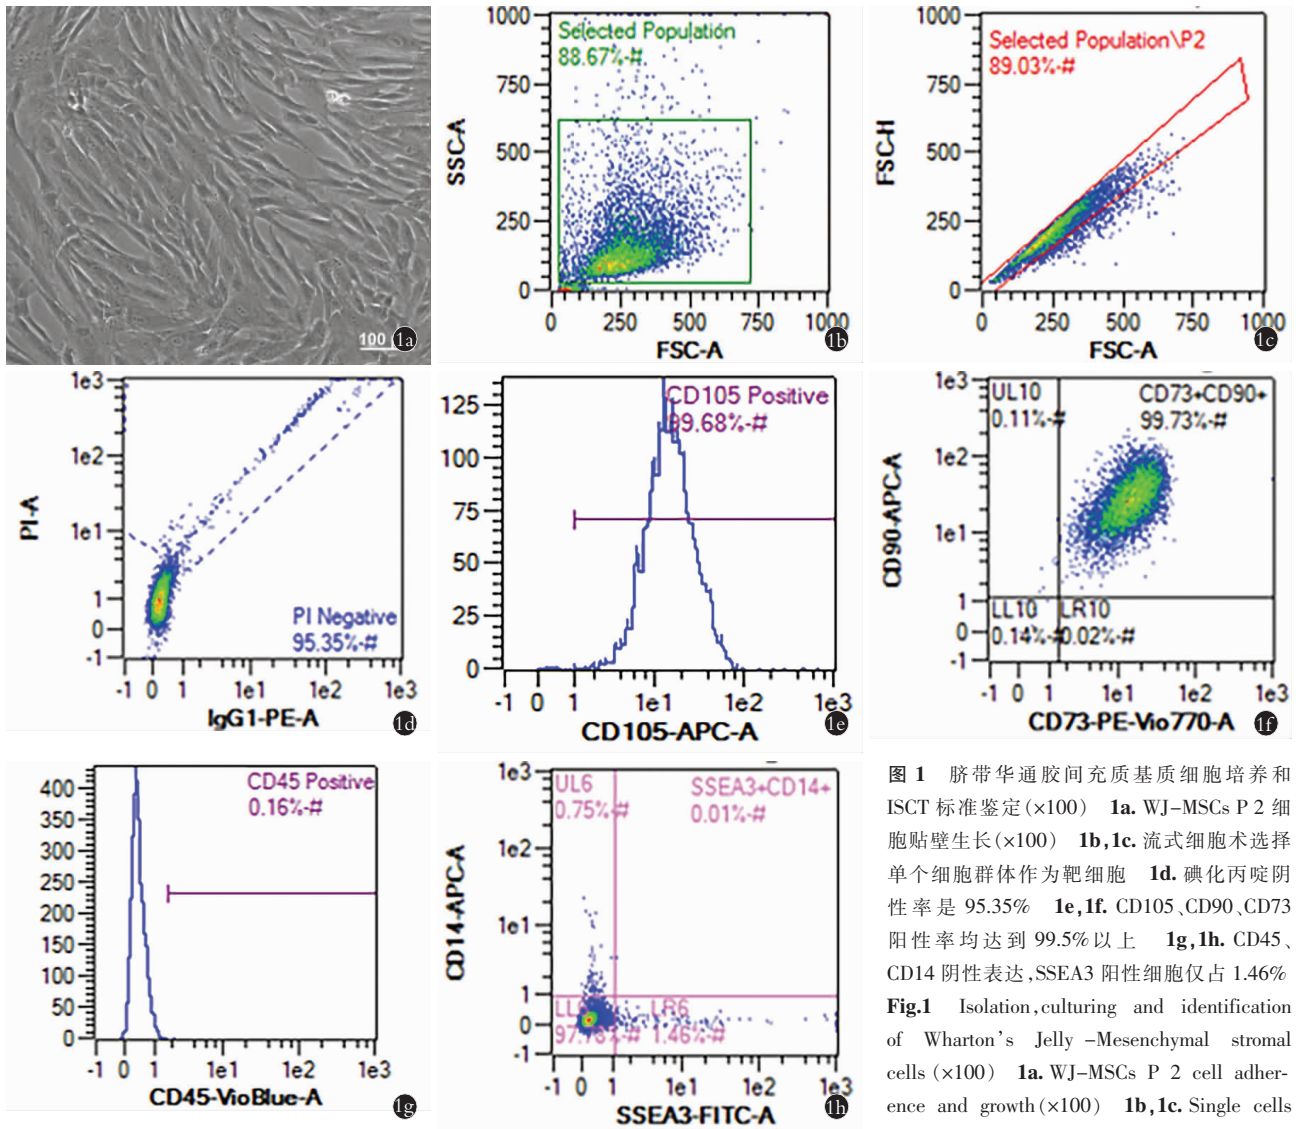 100
1a
1000
750
500
250
0
SSC-A
Selected Population
88.67%-#
0 250 500 750 1000
FSC-A
1b
1000
750
500
250
0
FSC-H
Selected Population\P2
89.03%-#
0 250 500 750 1000
FSC-A
1c
1e3
1e2
1e1
1
0
-1
PI-A
PI Negative
95.35%-#
-1 0 1 1e1 1e2 1e3
IgG1-PE-A
1d
125
100
75
50
25
0
CD105 Positive
99.68%-#
-1 0 1 1e1 1e2 1e3
CD105-APC-A
1e
1e3
1e2
1e1
1
0
-1
CD90-APC-A
UL10
0.11%-#
CD73+CD90+
99.73%-#
LL10
0.14%-#
LR10
0.02%-#
-1 0 1 1e1 1e2 1e3
CD73-PE-Vio770-A
1f
400
350
300
250
200
150
100
50
0
CD45 Positive
0.16%-#
-1 0 1 1e1 1e2 1e3
CD45-VioBlue-A
1g
1e3
1e2
1e1
1
0
-1
CD14-APC-A
UL6
0.75%-#
SSEA3+CD14+
0.01%-#
LR6
1.46%-#
-1 0 1 1e1 1e2 1e3
SSEA3-FITC-A
1h
图 1 脐带华通胶间充质基质细胞培养和
ISCT 标准鉴定(×100) 1a. WJ-MSCs P 2 细
胞贴壁生长(×100) 1b,1c. 流式细胞术选择
单个细胞群体作为靶细胞 1d. 碘化丙啶阴
性率是 95.35% 1e,1f. CD105、CD90、CD73
阳性率均达到 99.5%以上 1g,1h. CD45、
CD14 阴性表达,SSEA3 阳性细胞仅占 1.46%
Fig.1 Isolation,culturing and identification
of Wharton's Jelly -Mesenchymal stromal
cells (×100) 1a. WJ-MSCs P 2 cell adher-
ence and growth(×100) 1b,1c. Single cells